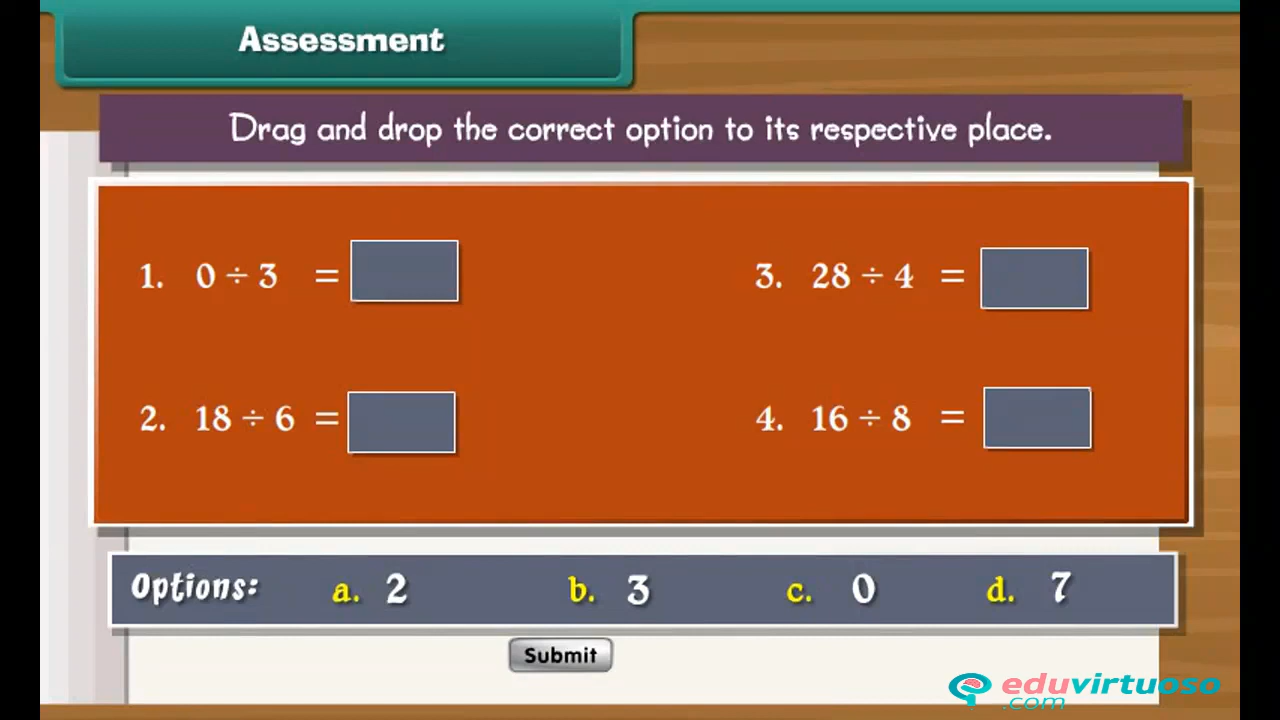 Assessment
Drag and drop the correct option to its respective place.
1. 0 ÷ 3 =
2. 18 ÷ 6 =
3. 28 ÷ 4 =
4. 16 ÷ 8 =
Options: a. 2 b. 3 c. 0 d. 7
Submit
eduvirtuoso
.com